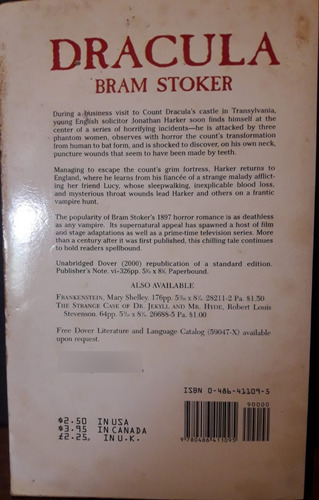 DRACULA
BRAM STOKER
During a business visit to Count Dracula's castle in Transylvania,
young English solicitor Jonathan Harker soon finds himself at the
center of a series of horrifying incidents—he is attacked by three
phantom women, observes with horror the count's transformation
from human to bat form, and is shocked to discover, on his own neck,
puncture wounds that seem to have been made by teeth.
Managing to escape the count's grim fortress, Harker returns to
England, where he learns from his fiancée of a strange malady afflict-
ing her friend Lucy, whose sleepwalking, inexplicable blood loss,
and mysterious throat wounds lead Harker and others on a frantic
vampire hunt.
The popularity of Bram Stoker's 1897 horror romance is as deathless
as any vampire. Its supernatural appeal has spawned a host of film
and stage adaptations as well as a prime-time television series. More
than a century after it was first published, this chilling tale continues
to hold readers spellbound.
Unabridged Dover (2000) republication of a standard edition.
Publisher's Note. vi-326pp. 5³⁄₁₆ x 8¼. Paperbound.
ALSO AVAILABLE
FRANKENSTEIN, Mary Shelley. 176pp. 5³⁄₁₆ x 8¼. 28211-2 Pa. $1.50
THE STRANGE CASE OF DR. JEKYLL AND MR. HYDE, Robert Louis
Stevenson. 64pp. 5³⁄₁₆ x 8¼. 26688-5 Pa. $1.00
Free Dover Literature and Language Catalog (59047-X) available
upon request.
ISBN 0-486-41109-5
90000
$2.50 IN USA
$3.95 IN CANADA
£2.25 IN U.K.
9 780486 411095